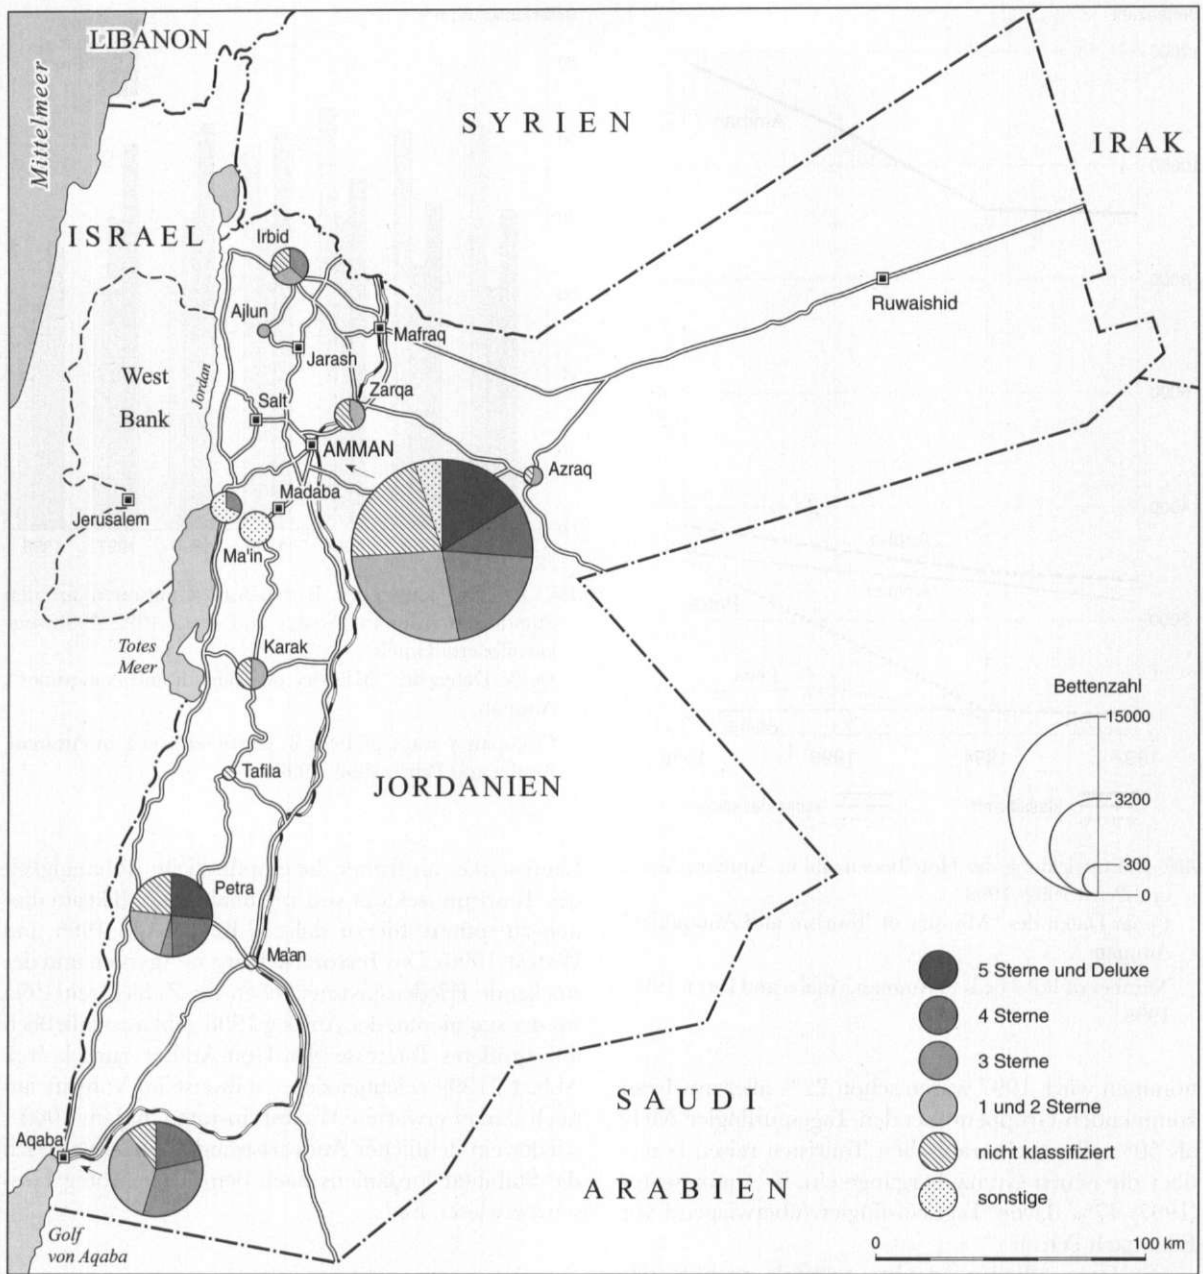 LIBANON
Mittelmeer
SYRIEN
IRAK
ISRAEL
Irbid
Ajlun
Jarash
Mafraq
Ruwaishid
West
Bank
Jordan
Salt
Zarqa
AMMAN
Azraq
Madaba
Jerusalem
Ma'in
Totes
Meer
Karak
Tafila
JORDANIEN
Petra
Ma'an
Aqaba
Golf
von Aqaba
SAUDI
ARABIEN
Bettenzahl
15000
3200
300
5 Sterne und Deluxe
4 Sterne
3 Sterne
1 und 2 Sterne
nicht klassifiziert
sonstige
0 100 km